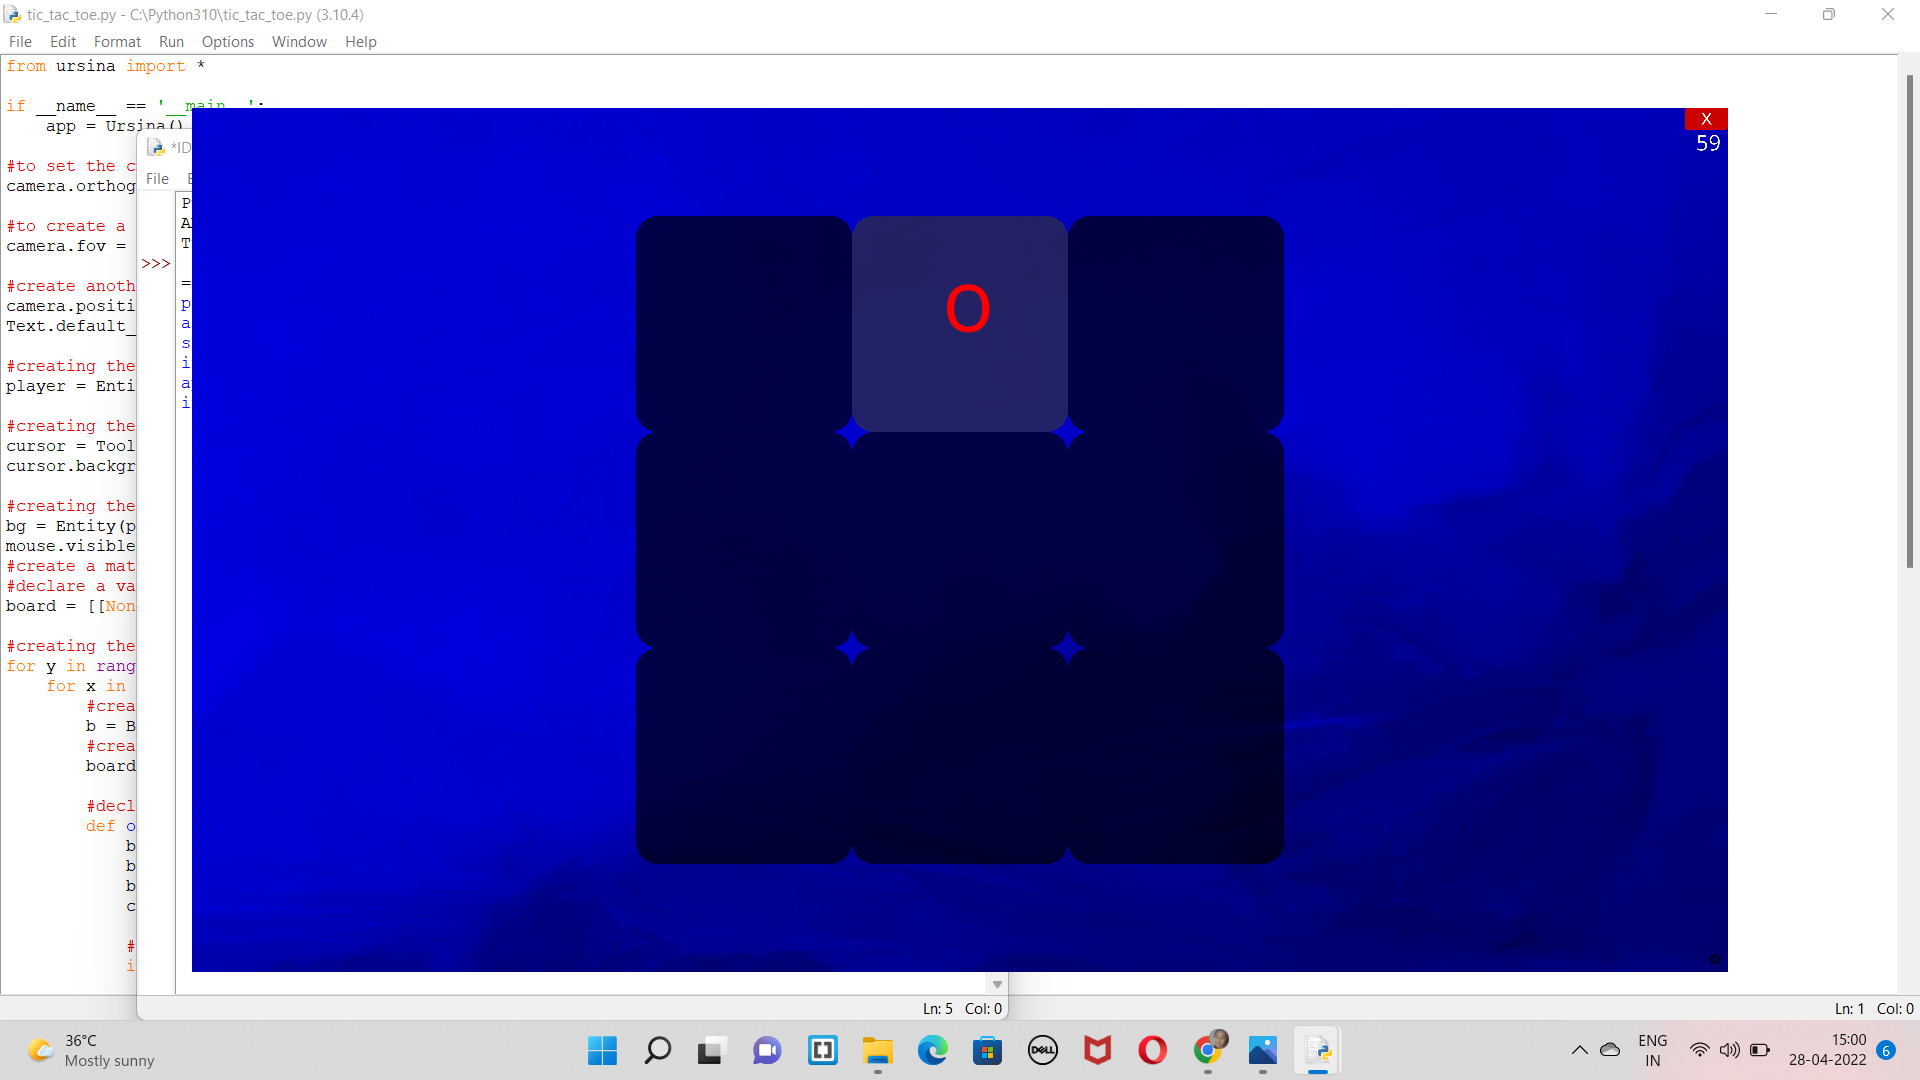 tic_tac_toe.py - C:\Python310\tic_tac_toe.py (3.10.4)
File Edit Format Run Options Window Help
from ursina import *
if __name__ == '__main__':
app = Ursina()
#to set the c
camera.orthog
#to create a
camera.fov =
#create anoth
camera.positi
Text.default_
#creating the
player = Enti
#creating the
cursor = Tool
cursor.backgr
#creating the
bg = Entity(p
mouse.visible
#create a mat
#declare a va
board = [[Non
#creating the
for y in rang
for x in
#crea
b = B
#crea
board
#decl
def o
b
b
b
c
#
i
*ID
File E
P
A
T
>>>
=
p
a
s
i
a
i
X
59
O
Ln: 5 Col: 0
Ln: 1 Col: 0
36°C
Mostly sunny
DELL
ENG
IN
15:00
28-04-2022
6